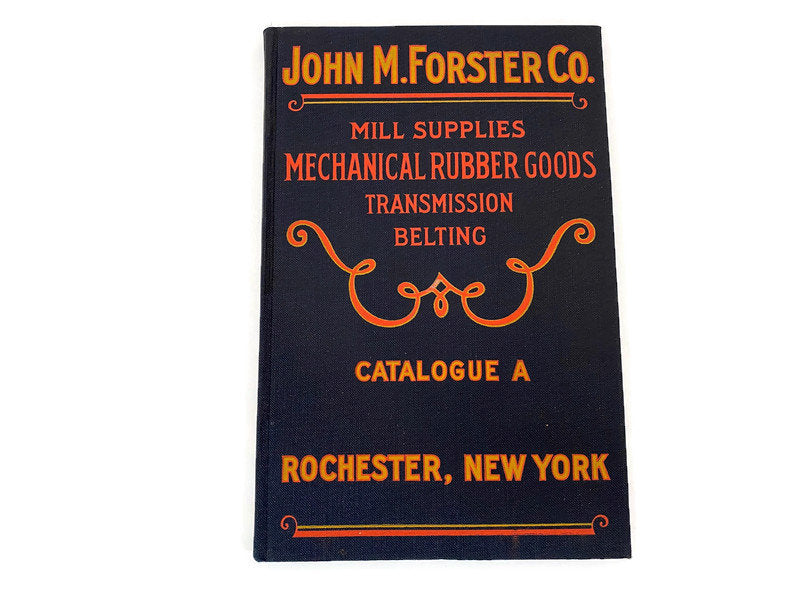 JOHN M. FORSTER CO.
MILL SUPPLIES
MECHANICAL RUBBER GOODS
TRANSMISSION
BELTING
CATALOGUE A
ROCHESTER, NEW YORK